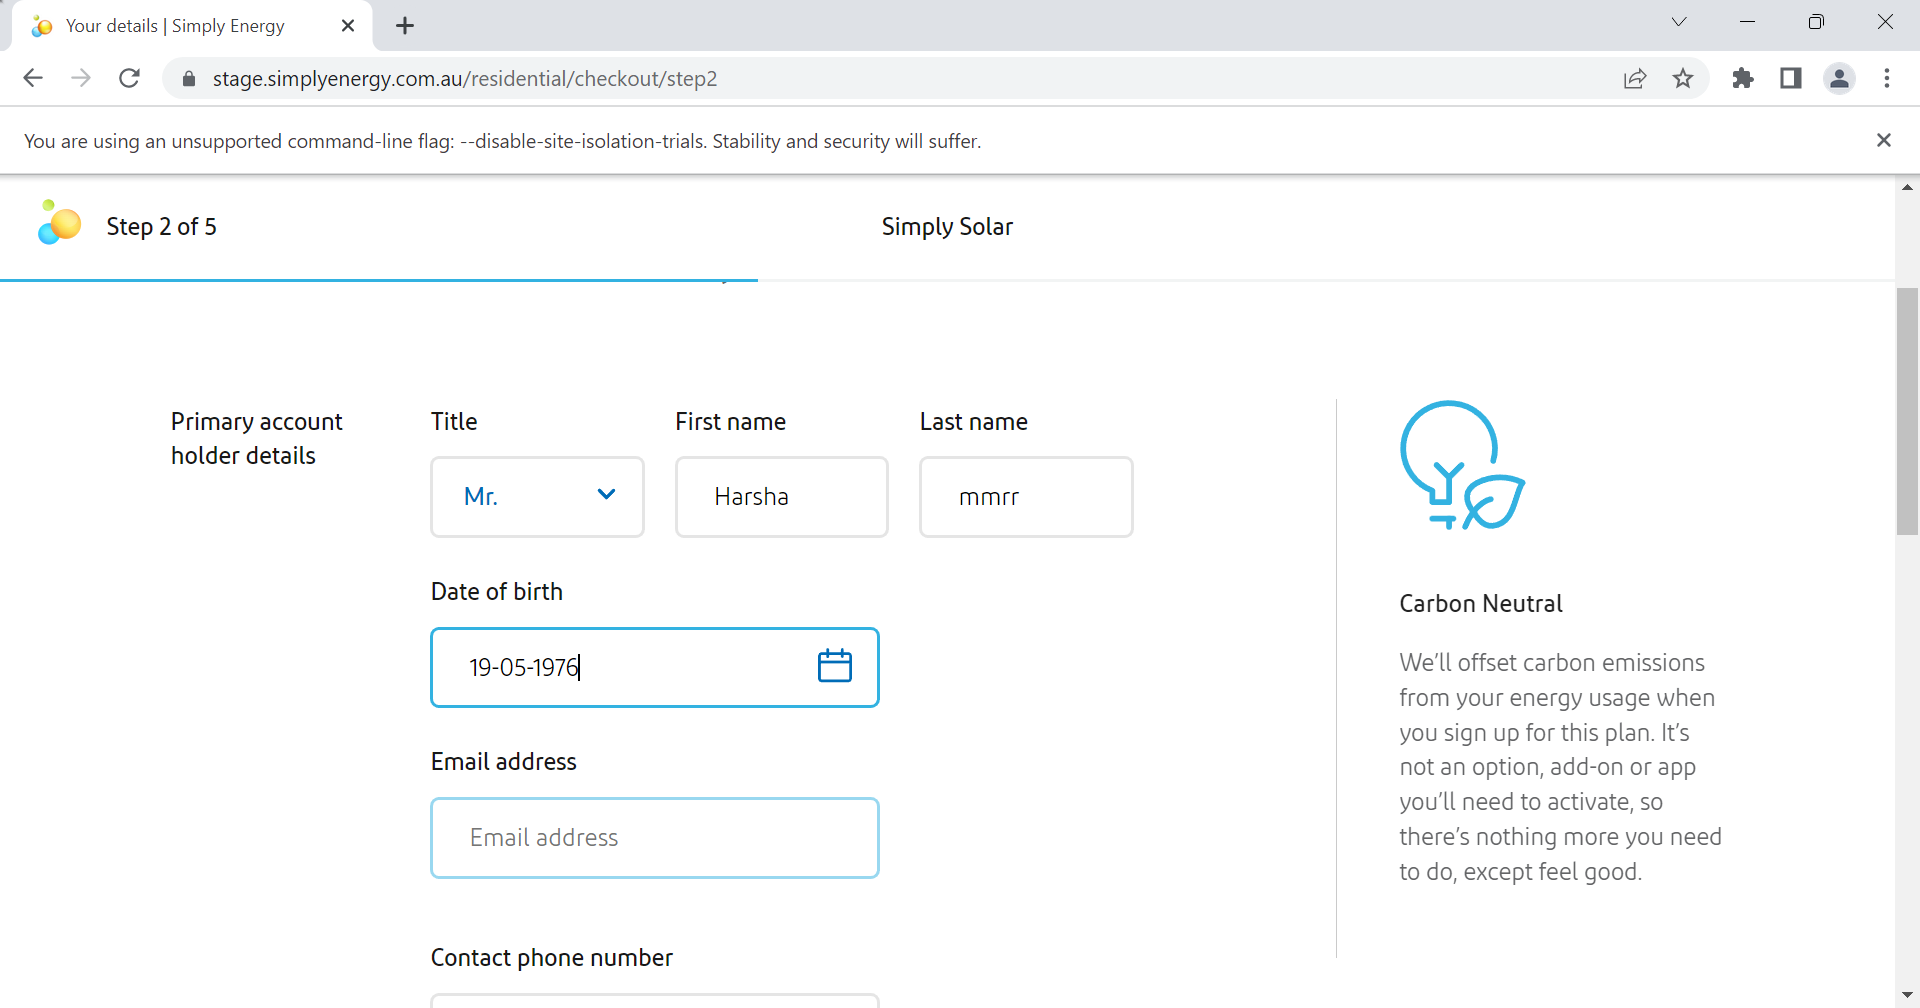 Your details | Simply Energy
stage.simplyenergy.com.au/residential/checkout/step2
You are using an unsupported command-line flag: --disable-site-isolation-trials. Stability and security will suffer.
Step 2 of 5
Simply Solar
Primary account
holder details
Title
First name
Last name
Mr.
Harsha
mmrr
Date of birth
19-05-1976
Email address
Email address
Contact phone number
Carbon Neutral
We’ll offset carbon emissions
from your energy usage when
you sign up for this plan. It’s
not an option, add-on or app
you’ll need to activate, so
there’s nothing more you need
to do, except feel good.